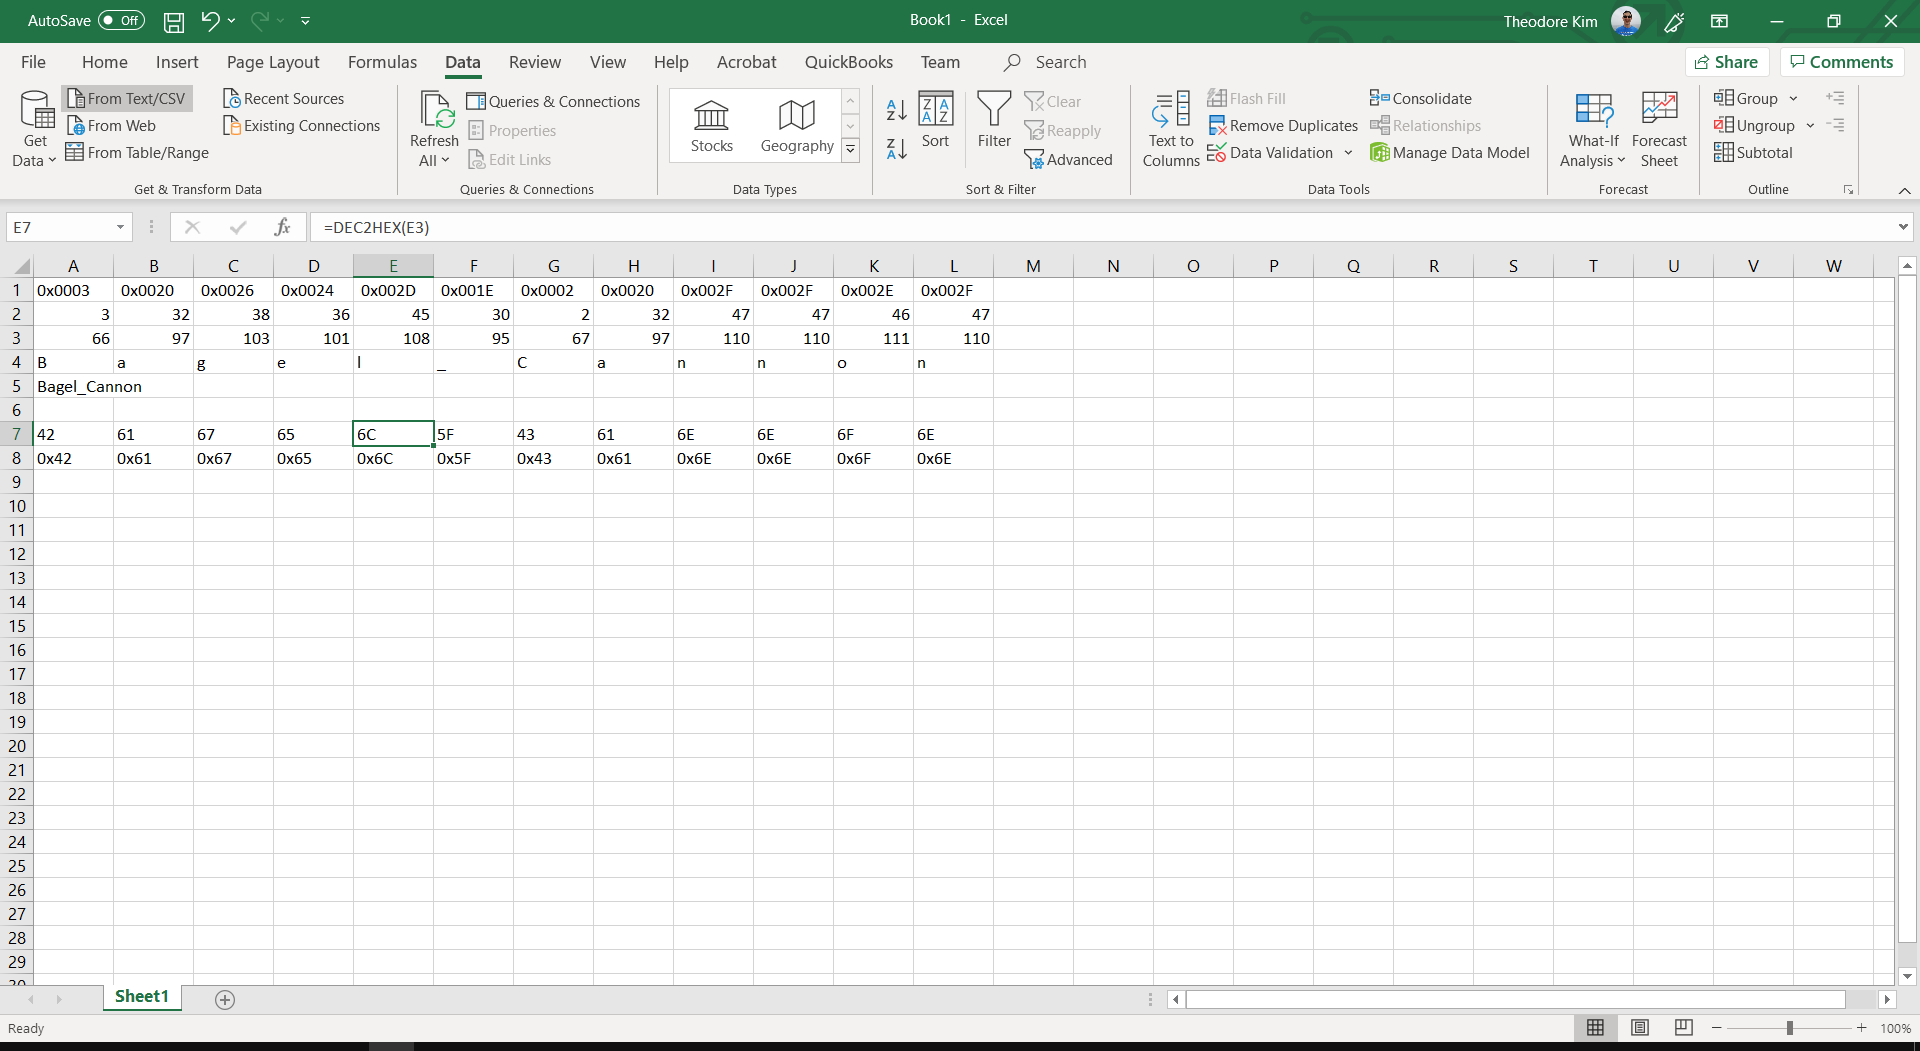 AutoSave Off Book1 - Excel Theodore Kim
File Home Insert Page Layout Formulas Data Review View Help Acrobat QuickBooks Team Search Share Comments
Get Data
From Text/CSV
From Web
From Table/Range
Recent Sources
Existing Connections
Get & Transform Data
Refresh All
Queries & Connections
Properties
Edit Links
Queries & Connections
Stocks Geography
Data Types
Sort
Filter
Clear
Reapply
Advanced
Sort & Filter
Text to Columns
Flash Fill
Remove Duplicates
Data Validation
Consolidate
Relationships
Manage Data Model
Data Tools
What-If Analysis
Forecast Sheet
Forecast
Group
Ungroup
Subtotal
Outline
E7 fx =DEC2HEX(E3)
A B C D E F G H I J K L M N O P Q R S T U V W
1 0x0003 0x0020 0x0026 0x0024 0x002D 0x001E 0x0002 0x0020 0x002F 0x002F 0x002E 0x002F
2 3 32 38 36 45 30 2 32 47 47 46 47
3 66 97 103 101 108 95 67 97 110 110 111 110
4 B a g e l _ C a n n o n
5 Bagel_Cannon
6
7 42 61 67 65 6C 5F 43 61 6E 6E 6F 6E
8 0x42 0x61 0x67 0x65 0x6C 0x5F 0x43 0x61 0x6E 0x6E 0x6F 0x6E
9
10
11
12
13
14
15
16
17
18
19
20
21
22
23
24
25
26
27
28
29
30
Sheet1
Ready 100%